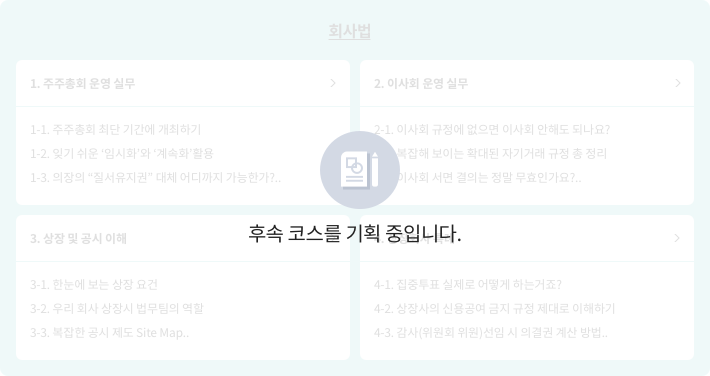 회사법
1. 주주총회 운영 실무
1-1. 주주총회 최단 기간에 개최하기
1-2. 잊기 쉬운 ‘임시화’와 ‘계속화’활용
1-3. 의장의 “질서유지권” 대체 어디까지 가능한가?..
2. 이사회 운영 실무
2-1. 이사회 규정에 없으면 이사회 안해도 되나요?
복잡해 보이는 확대된 자기거래 규정 총 정리
이사회 서면 결의는 정말 무효인가요?..
후속 코스를 기획 중입니다.
3. 상장 및 공시 이해
3-1. 한눈에 보는 상장 요건
3-2. 우리 회사 상장시 법무팀의 역할
3-3. 복잡한 공시 제도 Site Map..
4-1. 집중투표 실제로 어떻게 하는거죠?
4-2. 상장사의 신용공여 금지 규정 제대로 이해하기
4-3. 감사(위원회 위원)선임 시 의결권 계산 방법..